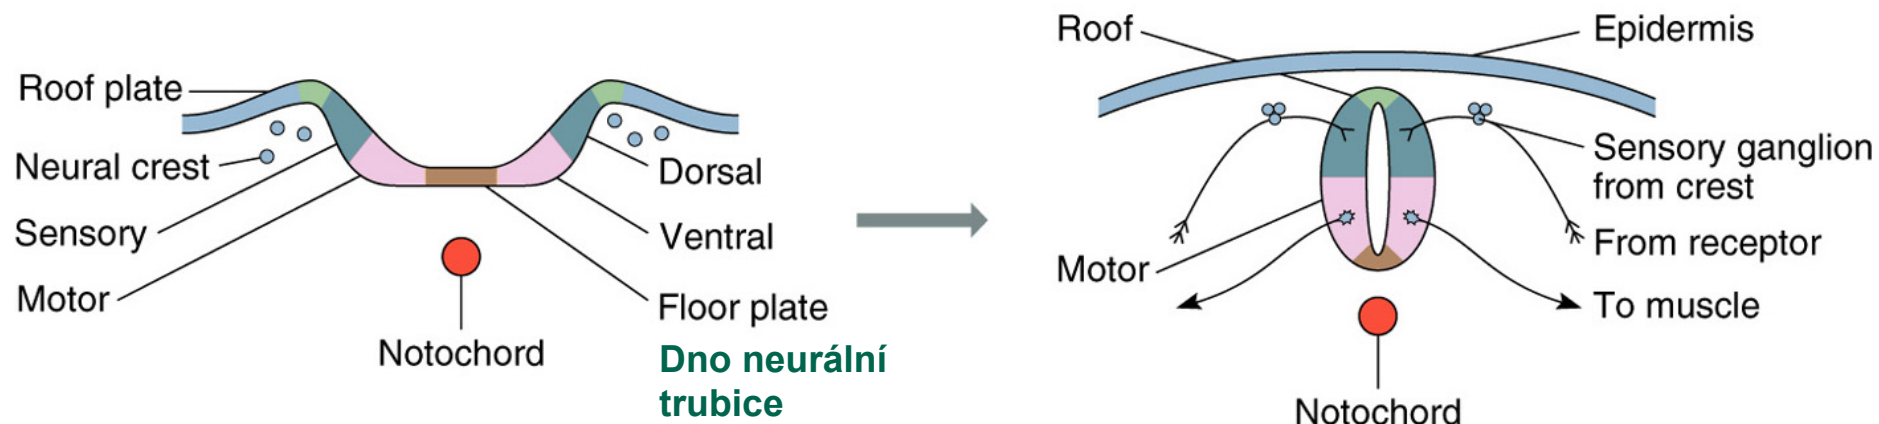 Roof plate
Neural crest
Sensory
Motor
Notochord
Dorsal
Ventral
Floor plate
Dno neurální
trubice
Roof
Epidermis
Sensory ganglion
from crest
From receptor
Motor
To muscle
Notochord